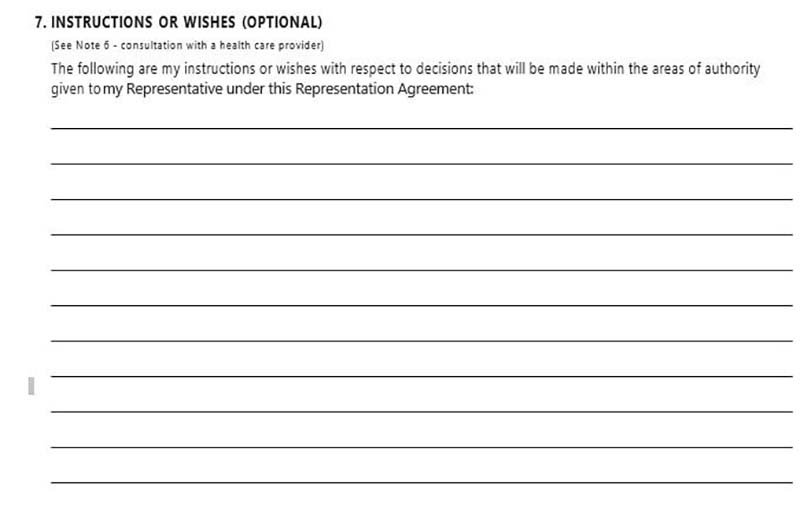 7. INSTRUCTIONS OR WISHES (OPTIONAL)
(See Note 6 - consultation with a health care provider)
The following are my instructions or wishes with respect to decisions that will be made within the areas of authority
given to my Representative under this Representation Agreement: